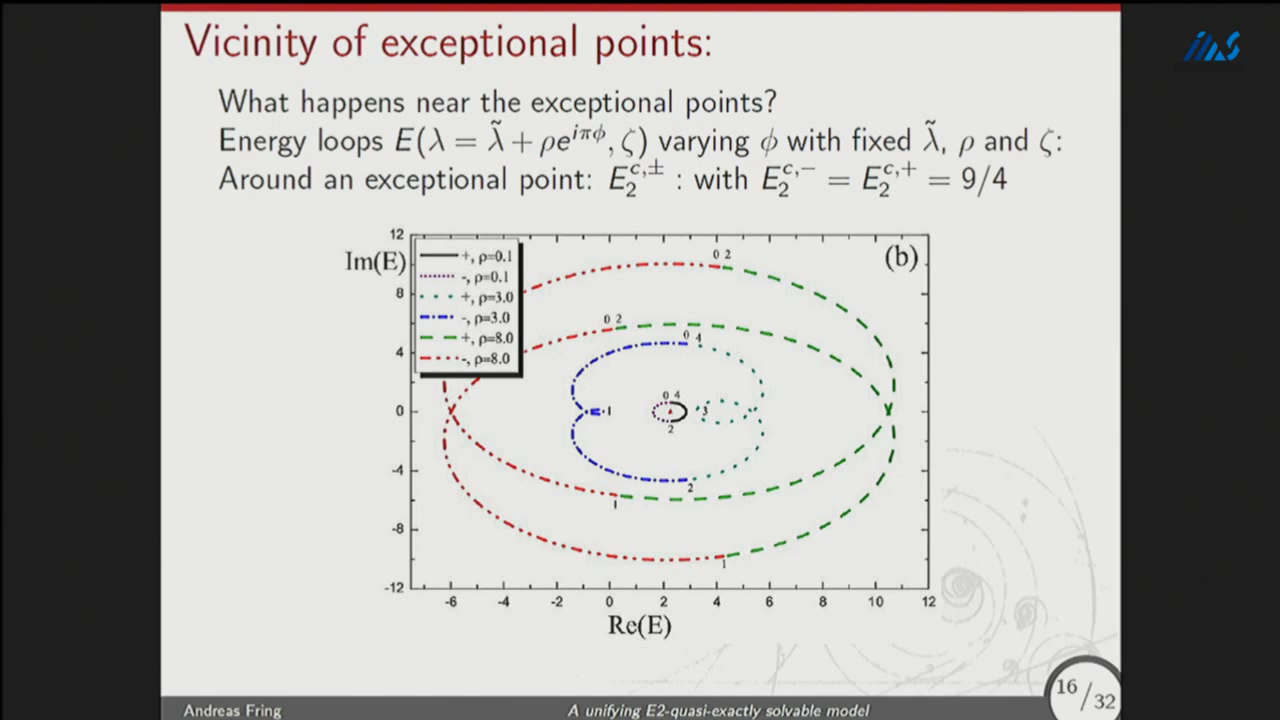 Vicinity of exceptional points:
IMS
What happens near the exceptional points?
Energy loops E(λ = λ̃ + ρe^{iπϕ}, ζ) varying ϕ with fixed λ̃, ρ and ζ:
Around an exceptional point: E_2^{c,±} : with E_2^{c,−} = E_2^{c,+} = 9/4
Im(E)
(b)
+, ρ=0.1
-, ρ=0.1
+, ρ=3.0
-, ρ=3.0
+, ρ=8.0
-, ρ=8.0
12
8
4
0
-4
-8
-12
0 2
0 2
0 4
0 4
1
3
2
2
1
1
-6 -4 -2 0 2 4 6 8 10 12
Re(E)
16/32
Andreas Fring
A unifying E2-quasi-exactly solvable model